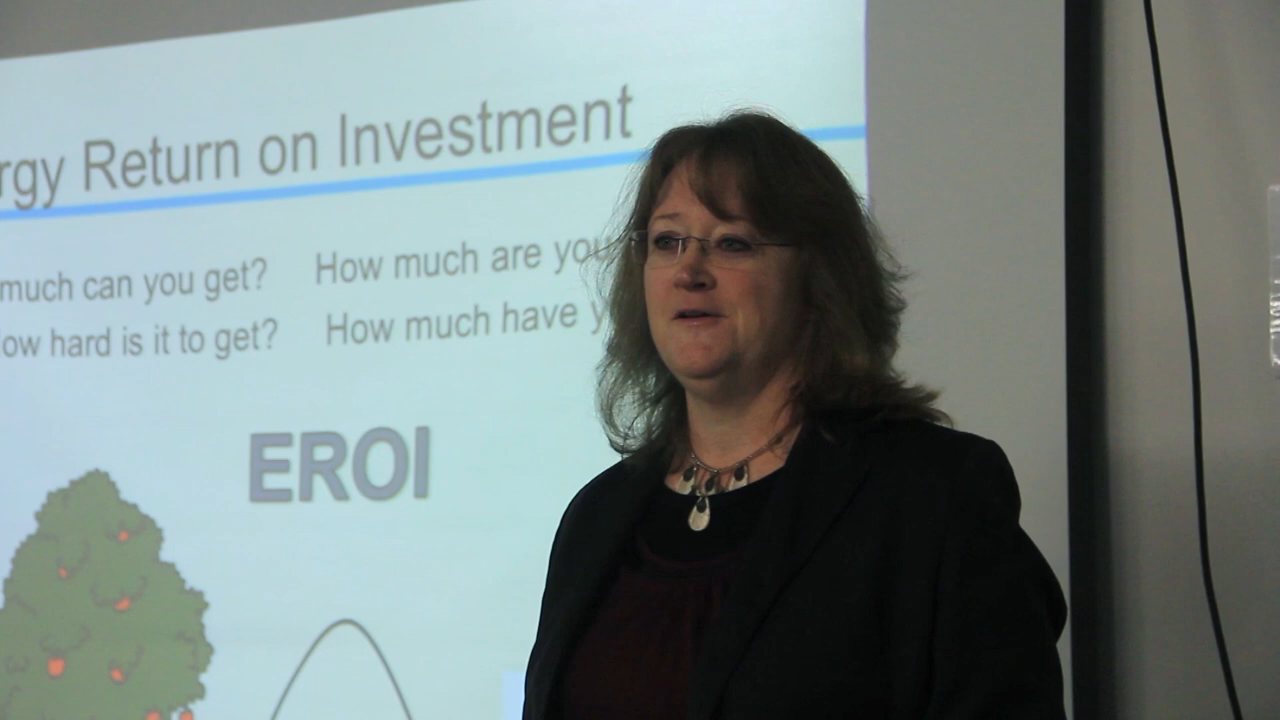 rgy Return on Investment
much can you get? How much are you
ow hard is it to get? How much have y
EROI